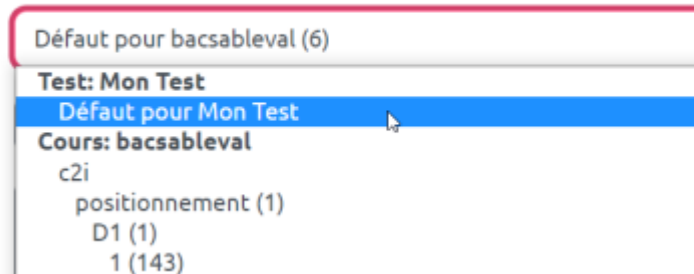 Défaut pour bacsableval (6)
Test: Mon Test
Défaut pour Mon Test
Cours: bacsableval
c2i
positionnement (1)
D1 (1)
1 (143)